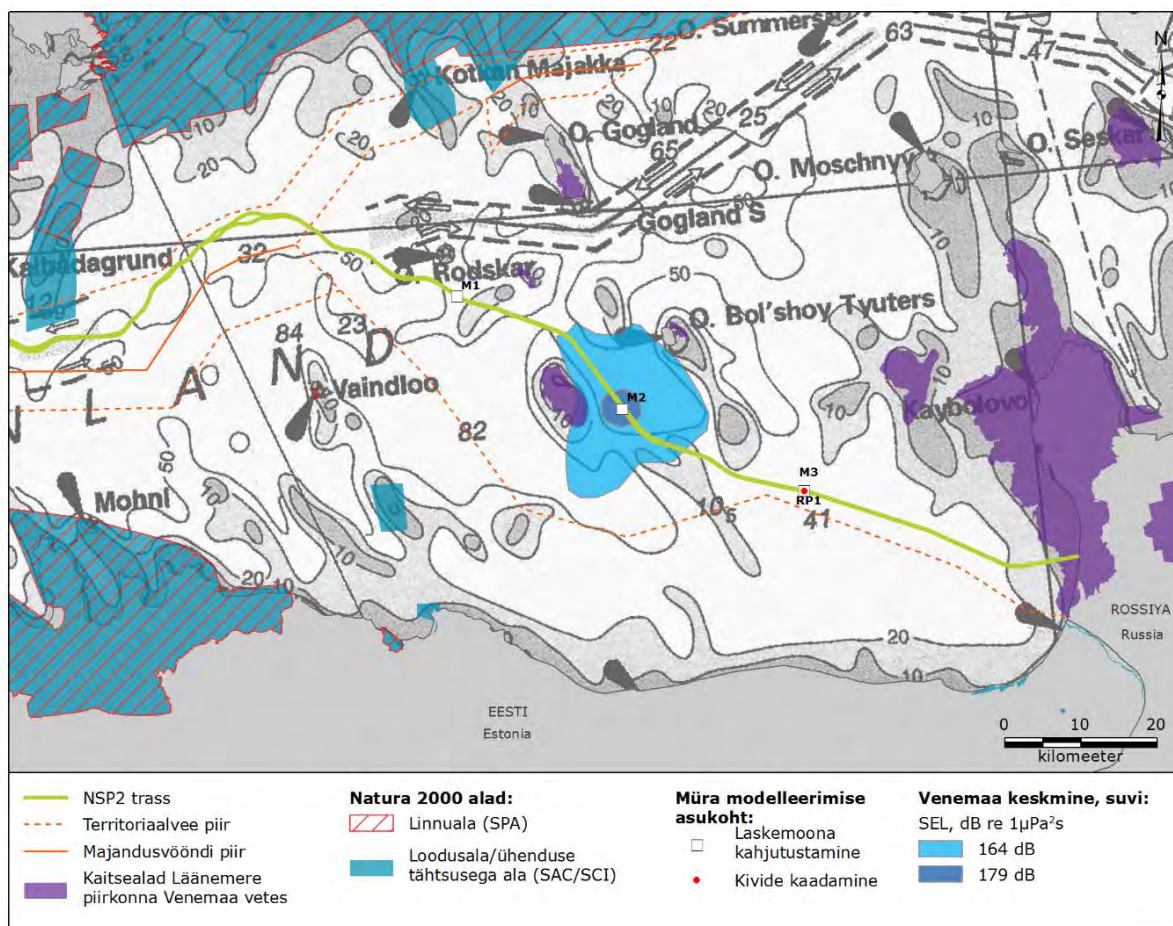 O. Summersa
22
63
47
N
Kotkan Majakka
O. Gogland
25
65
O. Seskar
O. Moschnyy
Gogland S
Kalbadagrund
32
50
Rodskar
M1
50
12
O. Bol'shoy Tyuters
84
23
N
D
Vaindloo
L
A
M2
Kaybolovo
82
M3
RP1
Mohni
10
41
20
10
20
10
ROSSIYA
Russia
EESTI
Estonia
0 10 20
kilomeeter
NSP2 trass
Territoriaalvee piir
Majandusvööndi piir
Kaitsealad Läänemere
piirkonna Venemaa vetes
Natura 2000 alad:
Linnuala (SPA)
Loodusala/ühenduse
tähtsusega ala (SAC/SCI)
Müra modelleerimise
asukoht:
Laskemoona
kahjutustamine
Kivide kaadamine
Venemaa keskmine, suvi:
SEL, dB re 1µPa²s
164 dB
179 dB